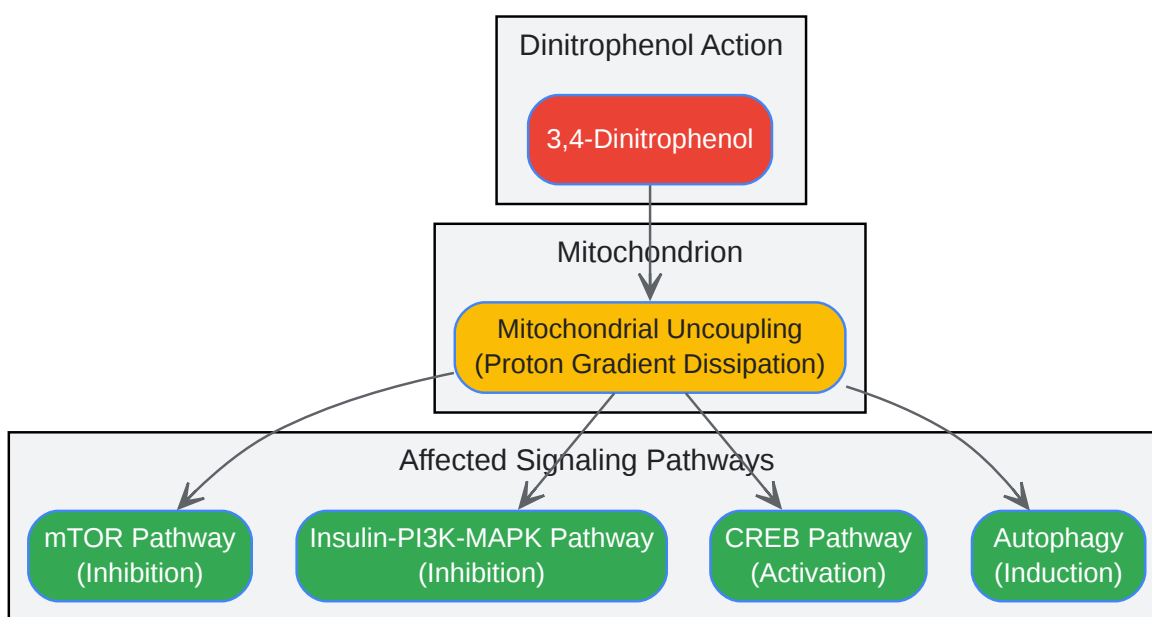 Dinitrophenol Action
3,4-Dinitrophenol
Mitochondrion
Mitochondrial Uncoupling
(Proton Gradient Dissipation)
Affected Signaling Pathways
mTOR Pathway
(Inhibition)
Insulin-PI3K-MAPK Pathway
(Inhibition)
CREB Pathway
(Activation)
Autophagy
(Induction)